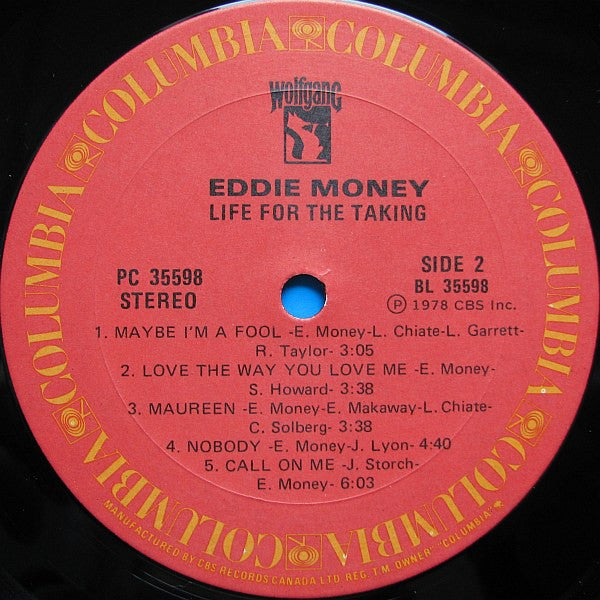 COLUMBIA COLUMBIA COLUMBIA COLUMBIA COLUMBIA COLUMBIA
wolfgang
EDDIE MONEY
LIFE FOR THE TAKING
PC 35598
STEREO
SIDE 2
BL 35598
Ⓟ 1978 CBS Inc.
1. MAYBE I'M A FOOL -E. Money-L. Chiate-L. Garrett-
R. Taylor- 3:05
2. LOVE THE WAY YOU LOVE ME -E. Money-
S. Howard- 3:38
3. MAUREEN -E. Money-E. Makaway-L. Chiate-
C. Solberg- 3:38
4. NOBODY -E. Money-J. Lyon- 4:40
5. CALL ON ME -J. Storch-
E. Money- 6:03
MANUFACTURED BY CBS RECORDS CANADA LTD. REG. T.M. OWNER "COLUMBIA"